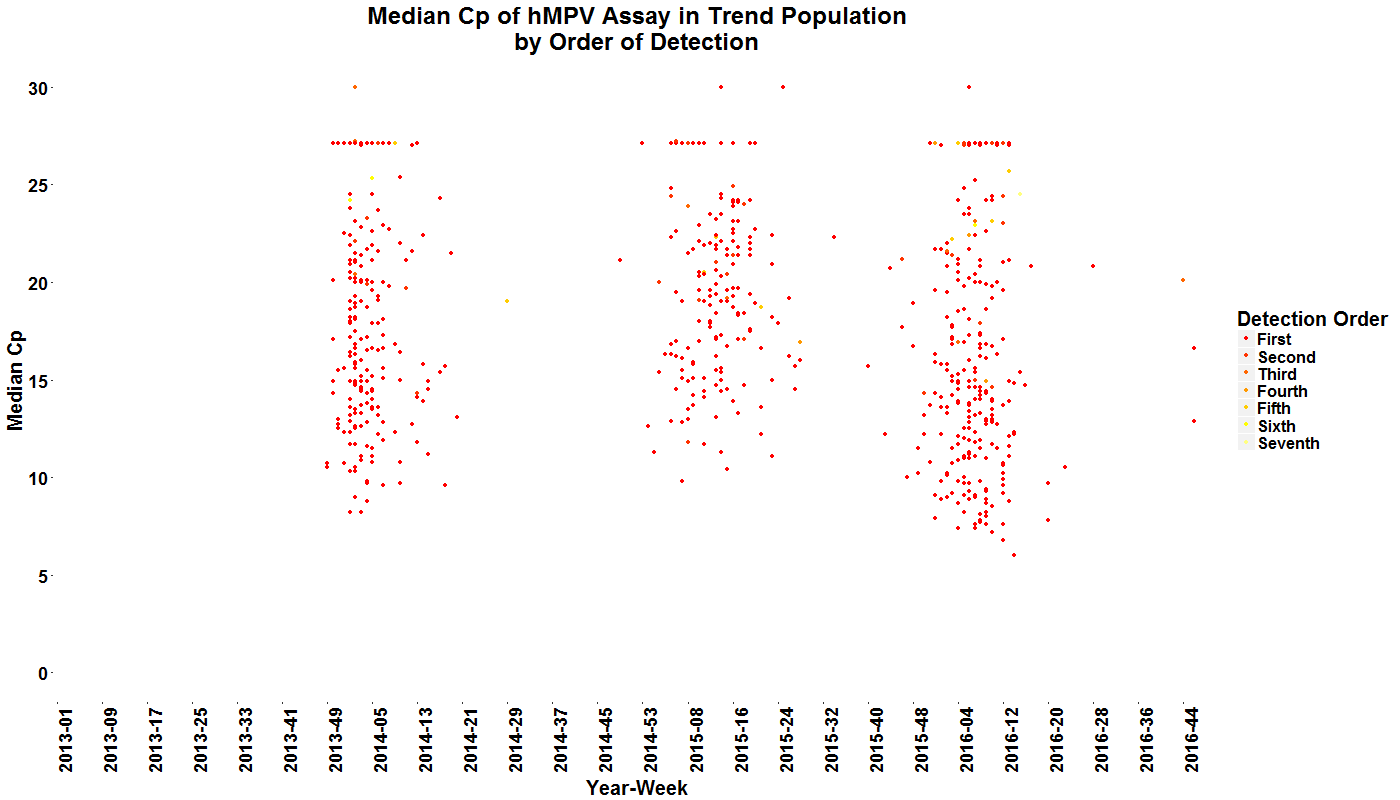 Median Cp of hMPV Assay in Trend Population
by Order of Detection
Median Cp
30
25
20
15
10
5
0
2013-01
2013-09
2013-17
2013-25
2013-33
2013-41
2013-49
2014-05
2014-13
2014-21
2014-29
2014-37
2014-45
2014-53
2015-08
2015-16
2015-24
2015-32
2015-40
2015-48
2016-04
2016-12
2016-20
2016-28
2016-36
2016-44
Year-Week
Detection Order
First
Second
Third
Fourth
Fifth
Sixth
Seventh